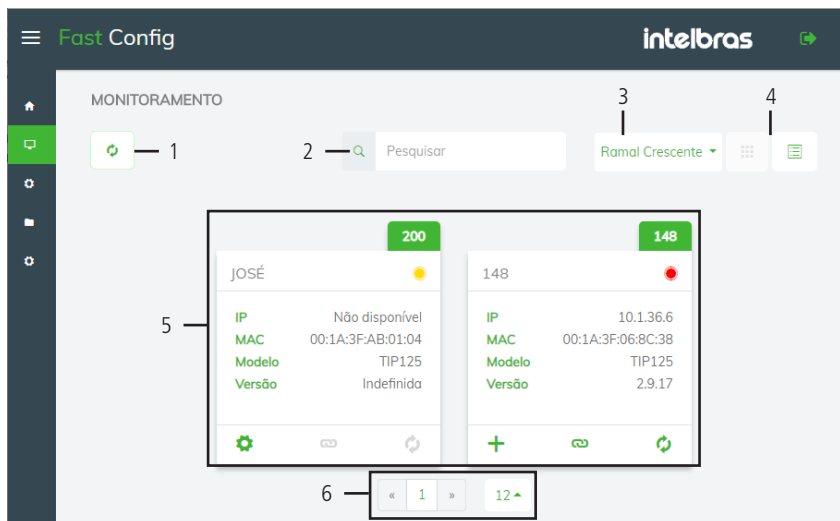 Fast Config
intelbras
MONITORAMENTO
3
4
1
2
Pesquisar
Ramal Crescente
5
200
JOSÉ
IP Não disponível
MAC 00:1A:3F:AB:01:04
Modelo TIP125
Versão Indefinida
148
148
IP 10.1.36.6
MAC 00:1A:3F:06:8C:38
Modelo TIP125
Versão 2.9.17
6
« 1 »
12